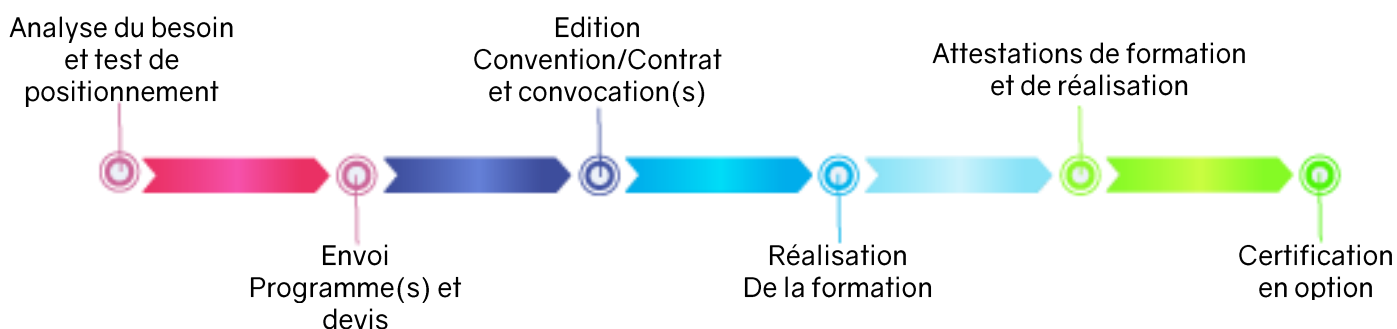 Analyse du besoin
et test de
positionnement
Envoi
Programme(s) et
devis
Edition
Convention/Contrat
et convocation(s)
Réalisation
De la formation
Attestations de formation
et de réalisation
Certification
en option